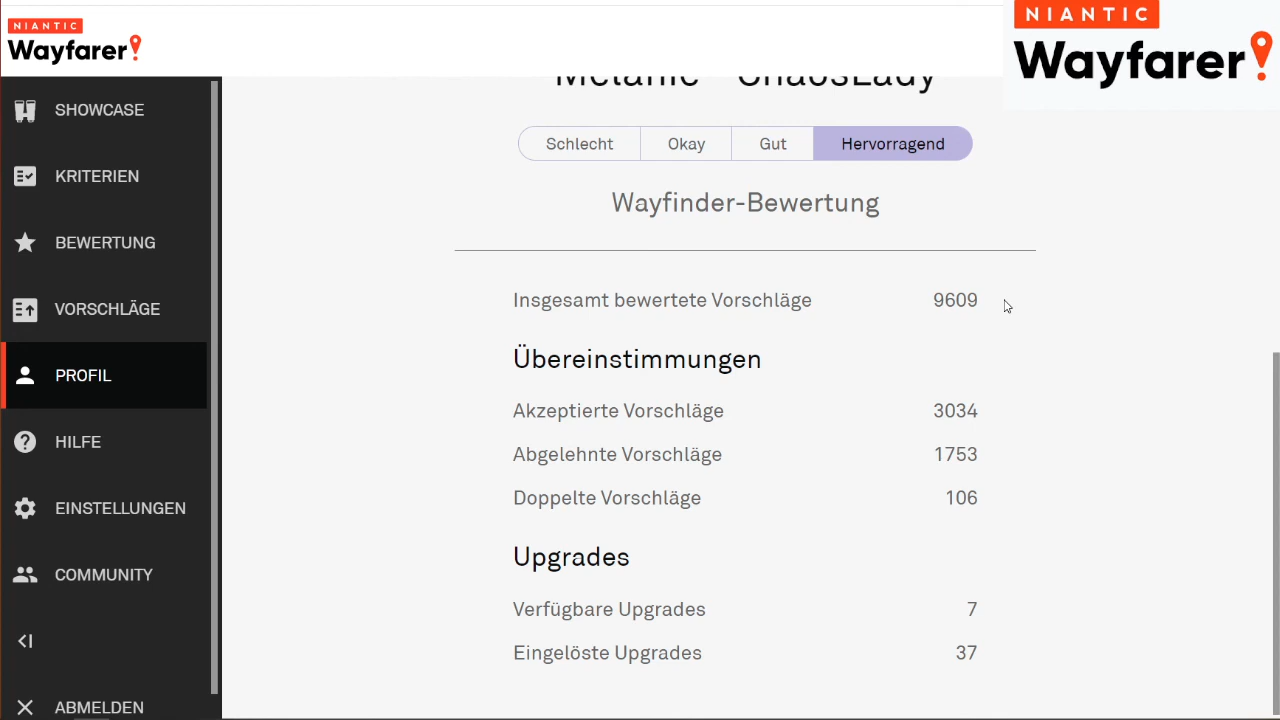 NIANTIC
Wayfarer!
NIANTIC
Wayfarer!
Melanie - ChaosLady
SHOWCASE
KRITERIEN
BEWERTUNG
VORSCHLÄGE
PROFIL
HILFE
EINSTELLUNGEN
COMMUNITY
ABMELDEN
Schlecht Okay Gut Hervorragend
Wayfinder-Bewertung
Insgesamt bewertete Vorschläge 9609
Übereinstimmungen
Akzeptierte Vorschläge 3034
Abgelehnte Vorschläge 1753
Doppelte Vorschläge 106
Upgrades
Verfügbare Upgrades 7
Eingelöste Upgrades 37